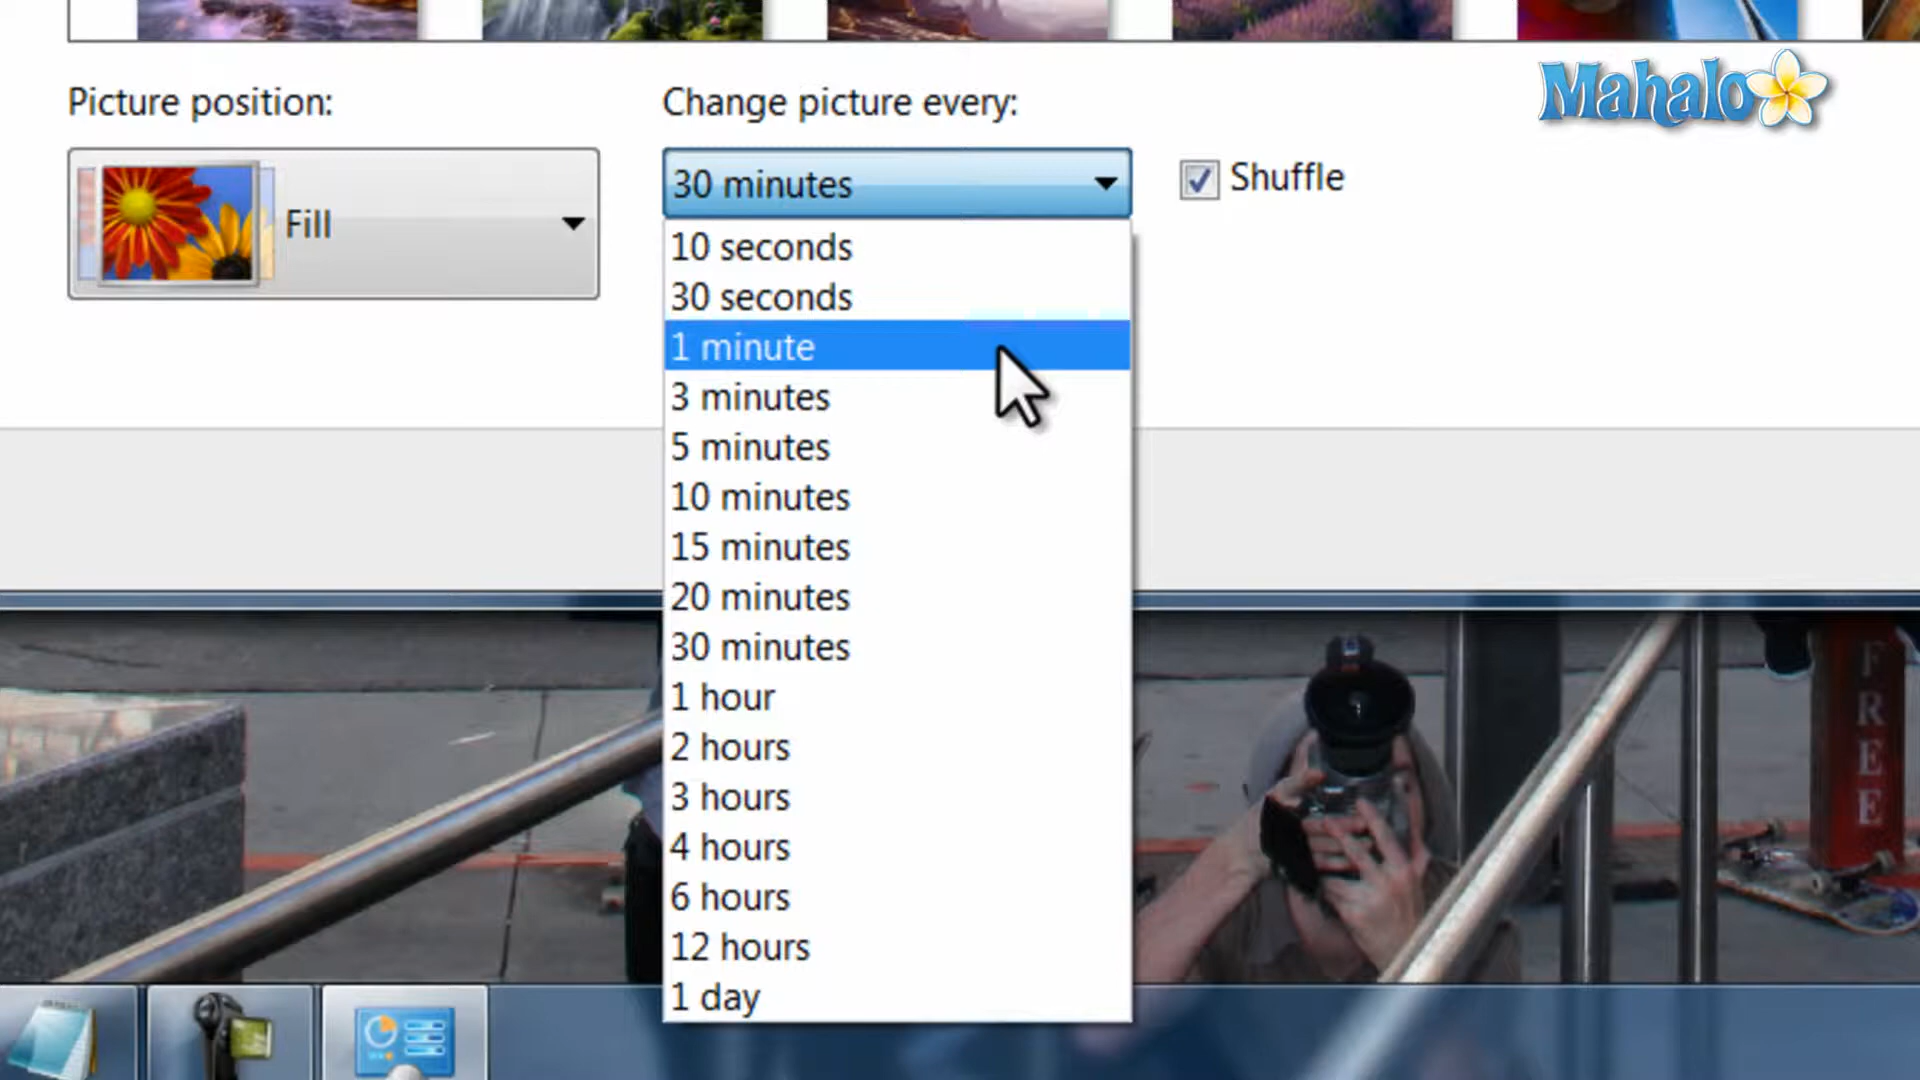 Mahalo
Picture position:
Change picture every:
Fill
30 minutes
Shuffle
10 seconds
30 seconds
1 minute
3 minutes
5 minutes
10 minutes
15 minutes
20 minutes
30 minutes
1 hour
2 hours
3 hours
4 hours
6 hours
12 hours
1 day
FREE